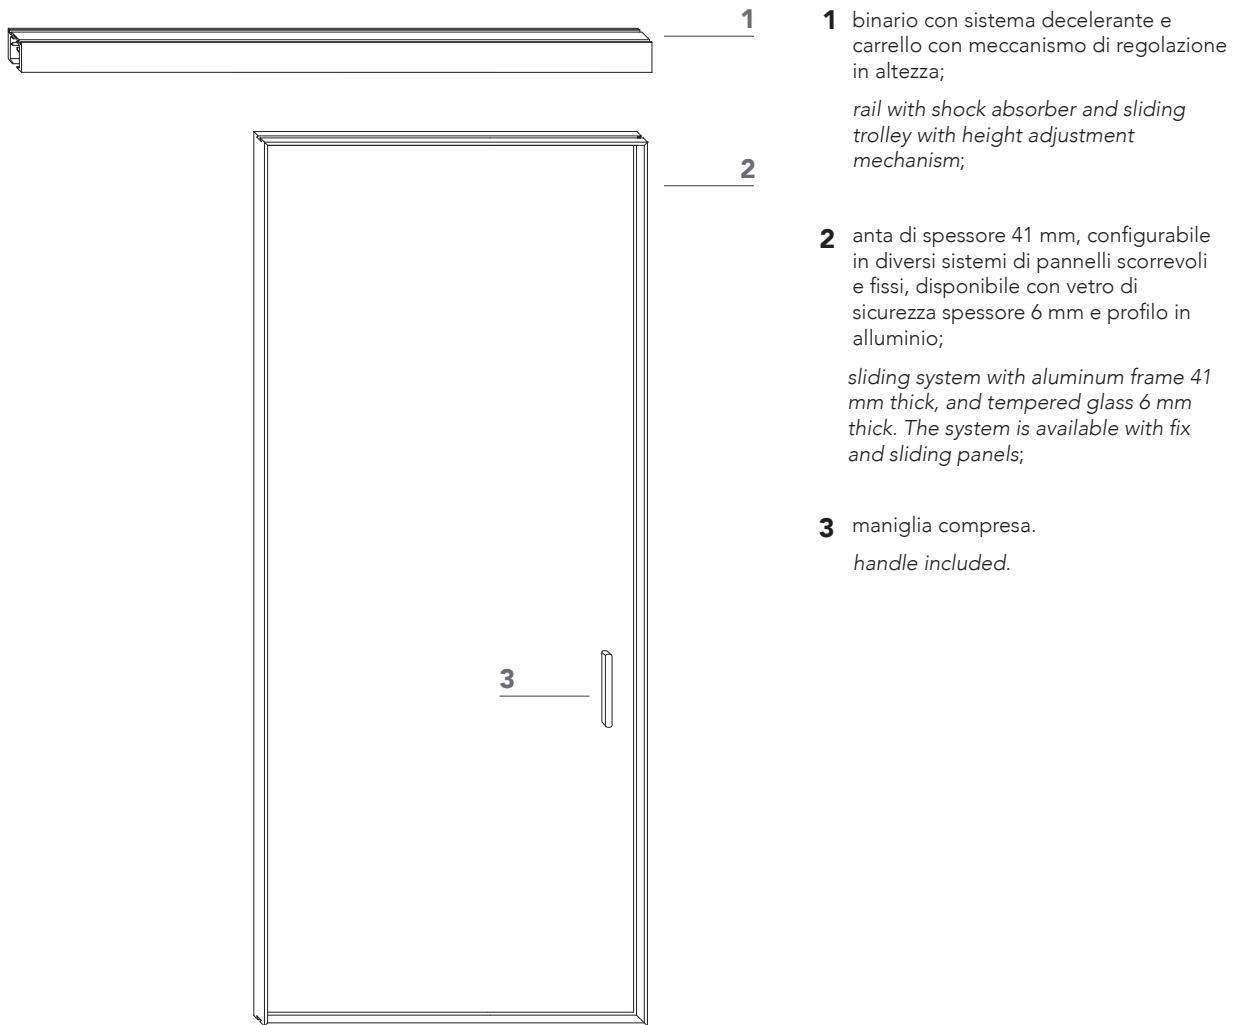 1
2
3
1 binario con sistema decelerante e
carrello con meccanismo di regolazione
in altezza;
rail with shock absorber and sliding
trolley with height adjustment
mechanism;
2 anta di spessore 41 mm, configurabile
in diversi sistemi di pannelli scorrevoli
e fissi, disponibile con vetro di
sicurezza spessore 6 mm e profilo in
alluminio;
sliding system with aluminum frame 41
mm thick, and tempered glass 6 mm
thick. The system is available with fix
and sliding panels;
3 maniglia compresa.
handle included.